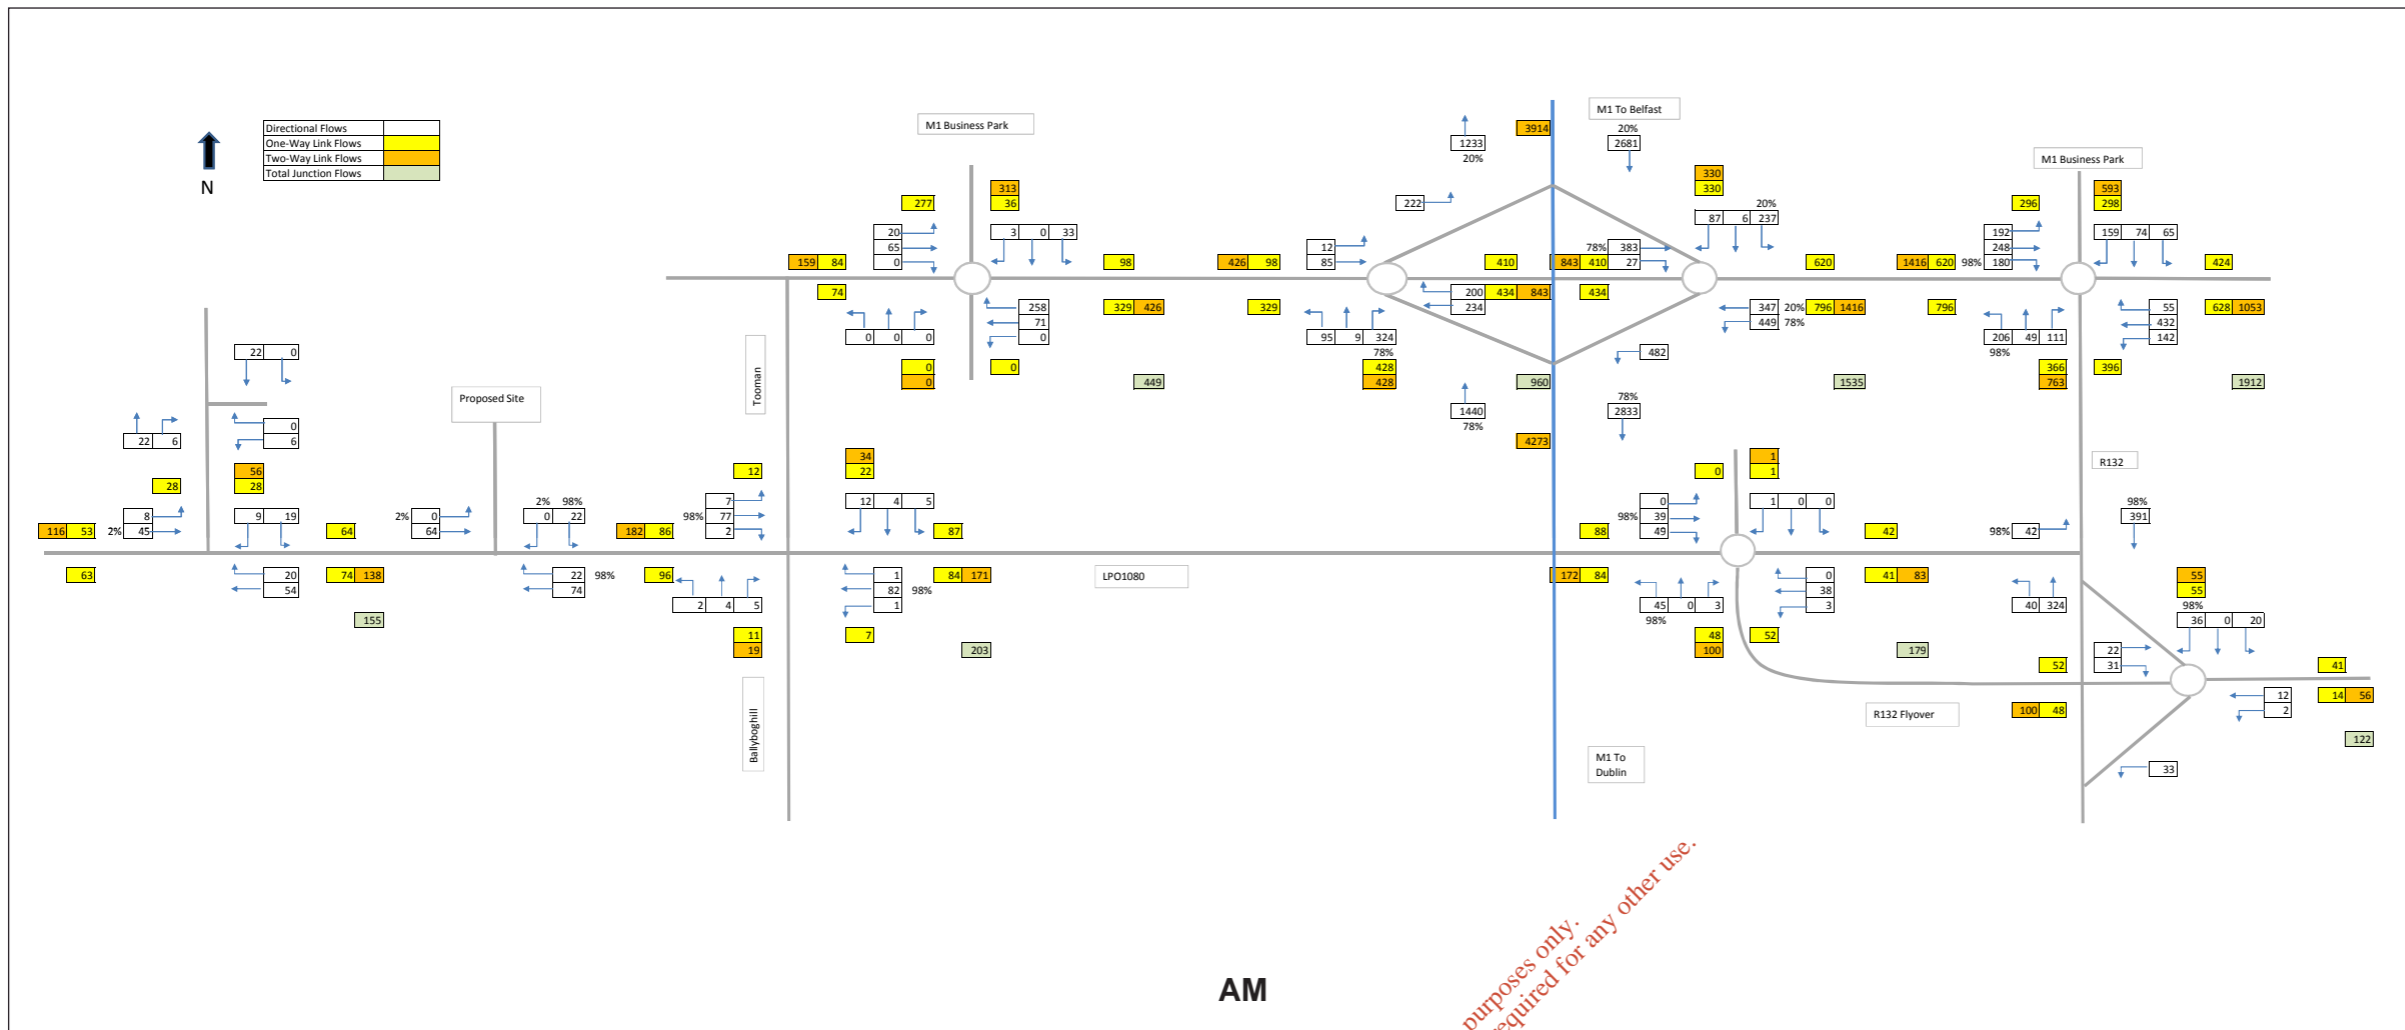 M1 To Belfast
M1 Business Park
3914
20%
Directional Flows
1233
2681
One-Way Link Flows
20%
Two-Way Link Flows
M1 Business Park
Total Junction Flows
N
330
313 593
277 36 222 330 296 298
20%
20 3 0 33 87 6 237 192 159 74 65
65 12 78% 383 248
159 84 0 98 426 98 85 410 843 410 27 620 1416 620 98% 180 424
74 200 434 843 434
258 329 426 329 234 347 20% 796 1416 796 55 628 1053
71 449 78% 432
0 0 0 0 95 9 324 206 49 111 142
78% 98%
22 0 482
0 0 428 366 396
0 449 428 960 1535 763 1912
Tooman
Proposed Site
78%
1440 2833
78%
0
22 6 6
4273
34 1
56 12 22 0 1 R132
28 28
2% 98% 7 12 4 5 0 1 0 0 98%
8 9 19 2% 0 0 22 98% 77 98% 39 391
116 53 2% 45 64 64 182 86 2 87 88 49 42 98% 42
63 20 74 138 22 98% 96 1 84 171 LPO1080 172 84 0 41 83 55
54 74 82 98% 38 55
2 4 5 1 45 0 3 3 40 324 98%
98% 36 0 20
155
11 7 48 52
19 203 100 179 22
52 31 41
12 14 56
100 48 2
R132 Flyover
Ballyboghill
122
M1 To
Dublin
33
purposes only.
required for any other use.
AM